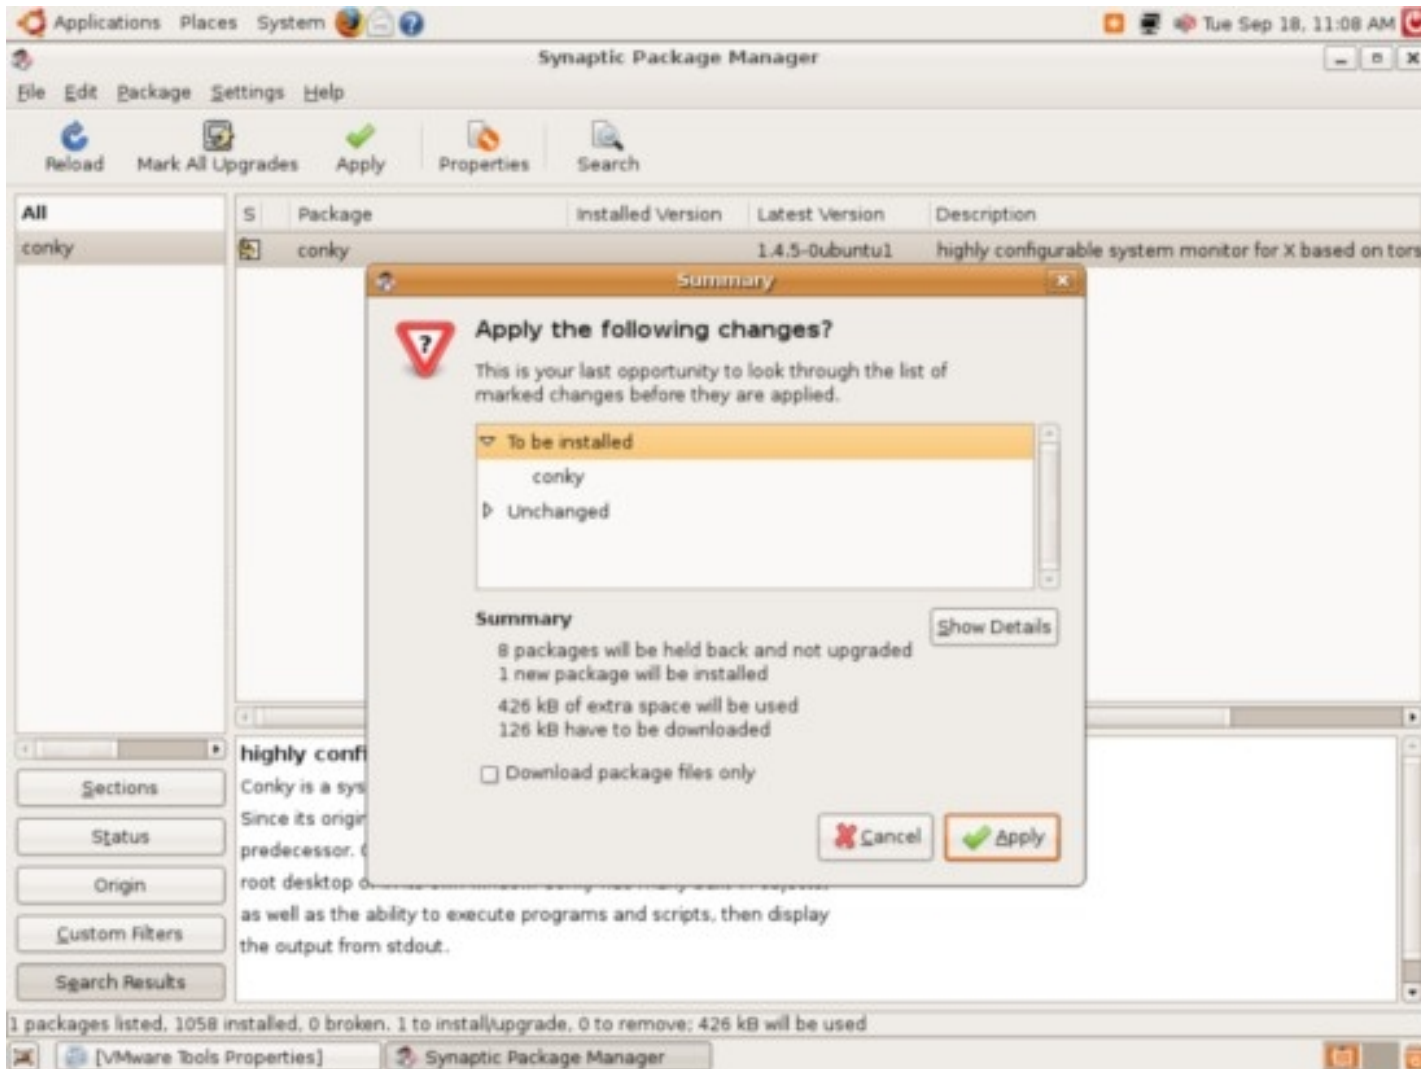 Applications Places System
Tue Sep 18, 11:08 AM
Synaptic Package Manager
File Edit Package Settings Help
Reload Mark All Upgrades Apply Properties Search
All
conky
S Package Installed Version Latest Version Description
conky 1.4.5-0ubuntu1 highly configurable system monitor for X based on tors
Summary
Apply the following changes?
This is your last opportunity to look through the list of
marked changes before they are applied.
To be installed
conky
Unchanged
Summary
Show Details
8 packages will be held back and not upgraded
1 new package will be installed
426 kB of extra space will be used
126 kB have to be downloaded
Download package files only
Cancel Apply
Sections
Status
Origin
Custom Filters
Search Results
highly confi
Conky is a sys
Since its origin
predecessor.
root desktop
as well as the ability to execute programs and scripts, then display
the output from stdout.
1 packages listed, 1058 installed, 0 broken. 1 to install/upgrade, 0 to remove; 426 kB will be used
[VMware Tools Properties] Synaptic Package Manager